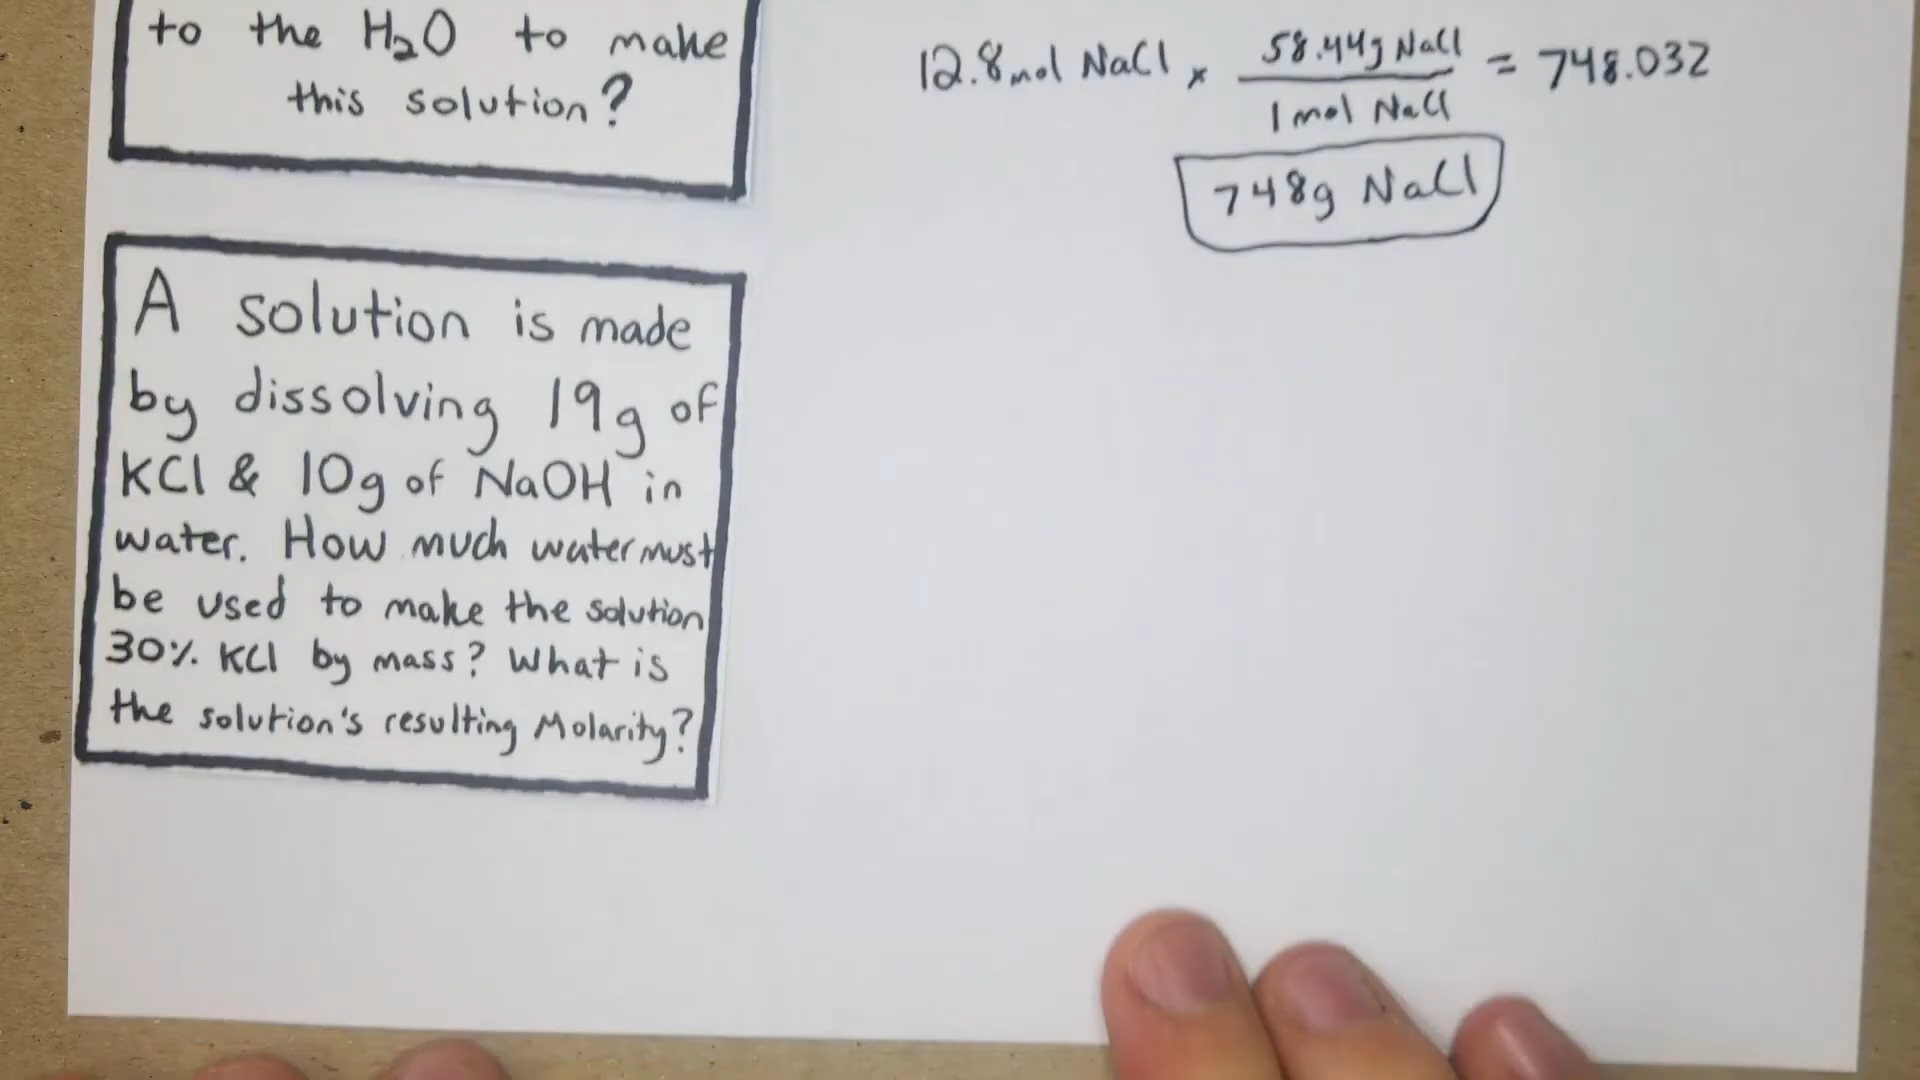 to the H₂O to make
this solution?
12.8mol NaCl × 58.44g NaCl / 1 mol NaCl = 748.032
748g NaCl
A solution is made
by dissolving 19g of
KCl & 10g of NaOH in
water. How much water must
be used to make the solution
30% KCl by mass? What is
the solution's resulting Molarity?